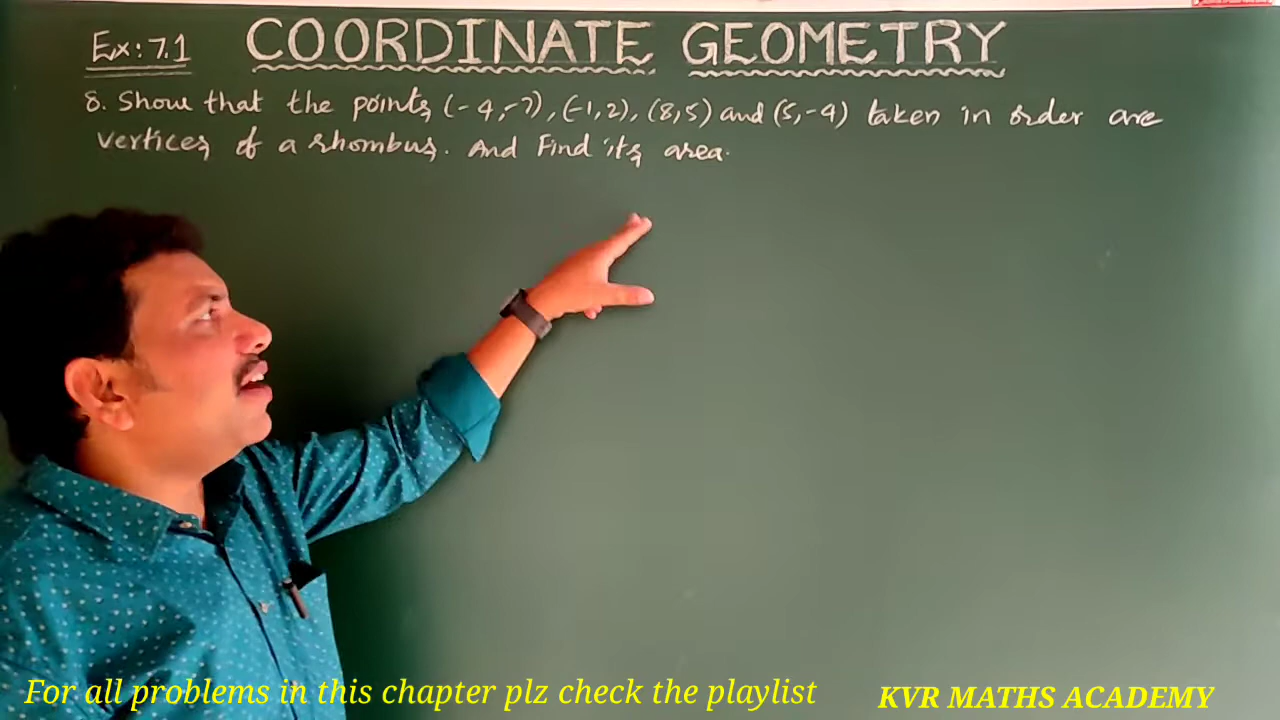 Ex: 7.1 COORDINATE GEOMETRY
8. Show that the points (-4,-7), (-1,2), (8,5) and (5,-4) taken in order are
vertices of a rhombus. And Find its area.
For all problems in this chapter plz check the playlist
KVR MATHS ACADEMY